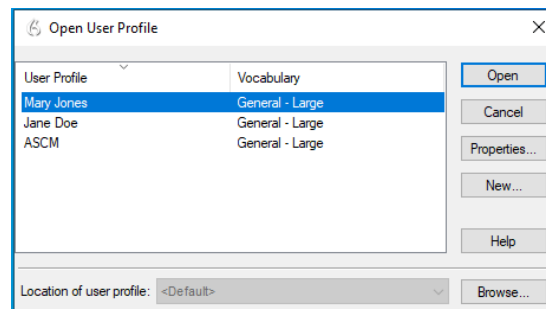 Open User Profile
User Profile Vocabulary
Mary Jones General - Large
Jane Doe General - Large
ASCM General - Large
Open
Cancel
Properties...
New...
Help
Location of user profile: <Default>
Browse...